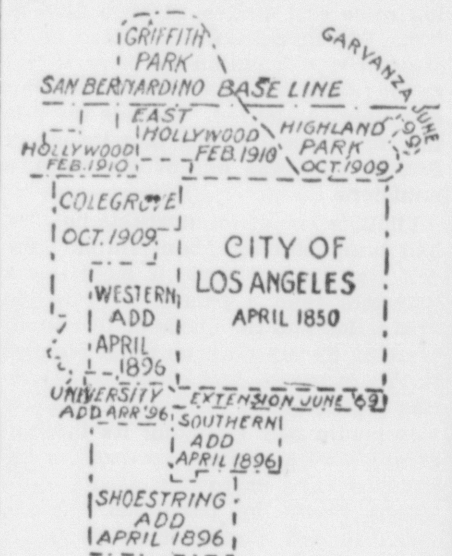 GRIFFITH
PARK
GARVANZA JUNE
'99
SAN BERNARDINO BASE LINE
EAST
HOLLYWOOD
FEB. 1910
HIGHLAND
PARK
OCT. 1909
HOLLYWOOD
FEB. 1910
COLEGROVE
OCT. 1909
CITY OF
LOS ANGELES
APRIL 1850
WESTERN
ADD
APRIL
1896
UNIVERSITY
ADD APR '96
EXTENSION JUNE '69
SOUTHERN
ADD
APRIL 1896
SHOESTRING
ADD
APRIL 1896